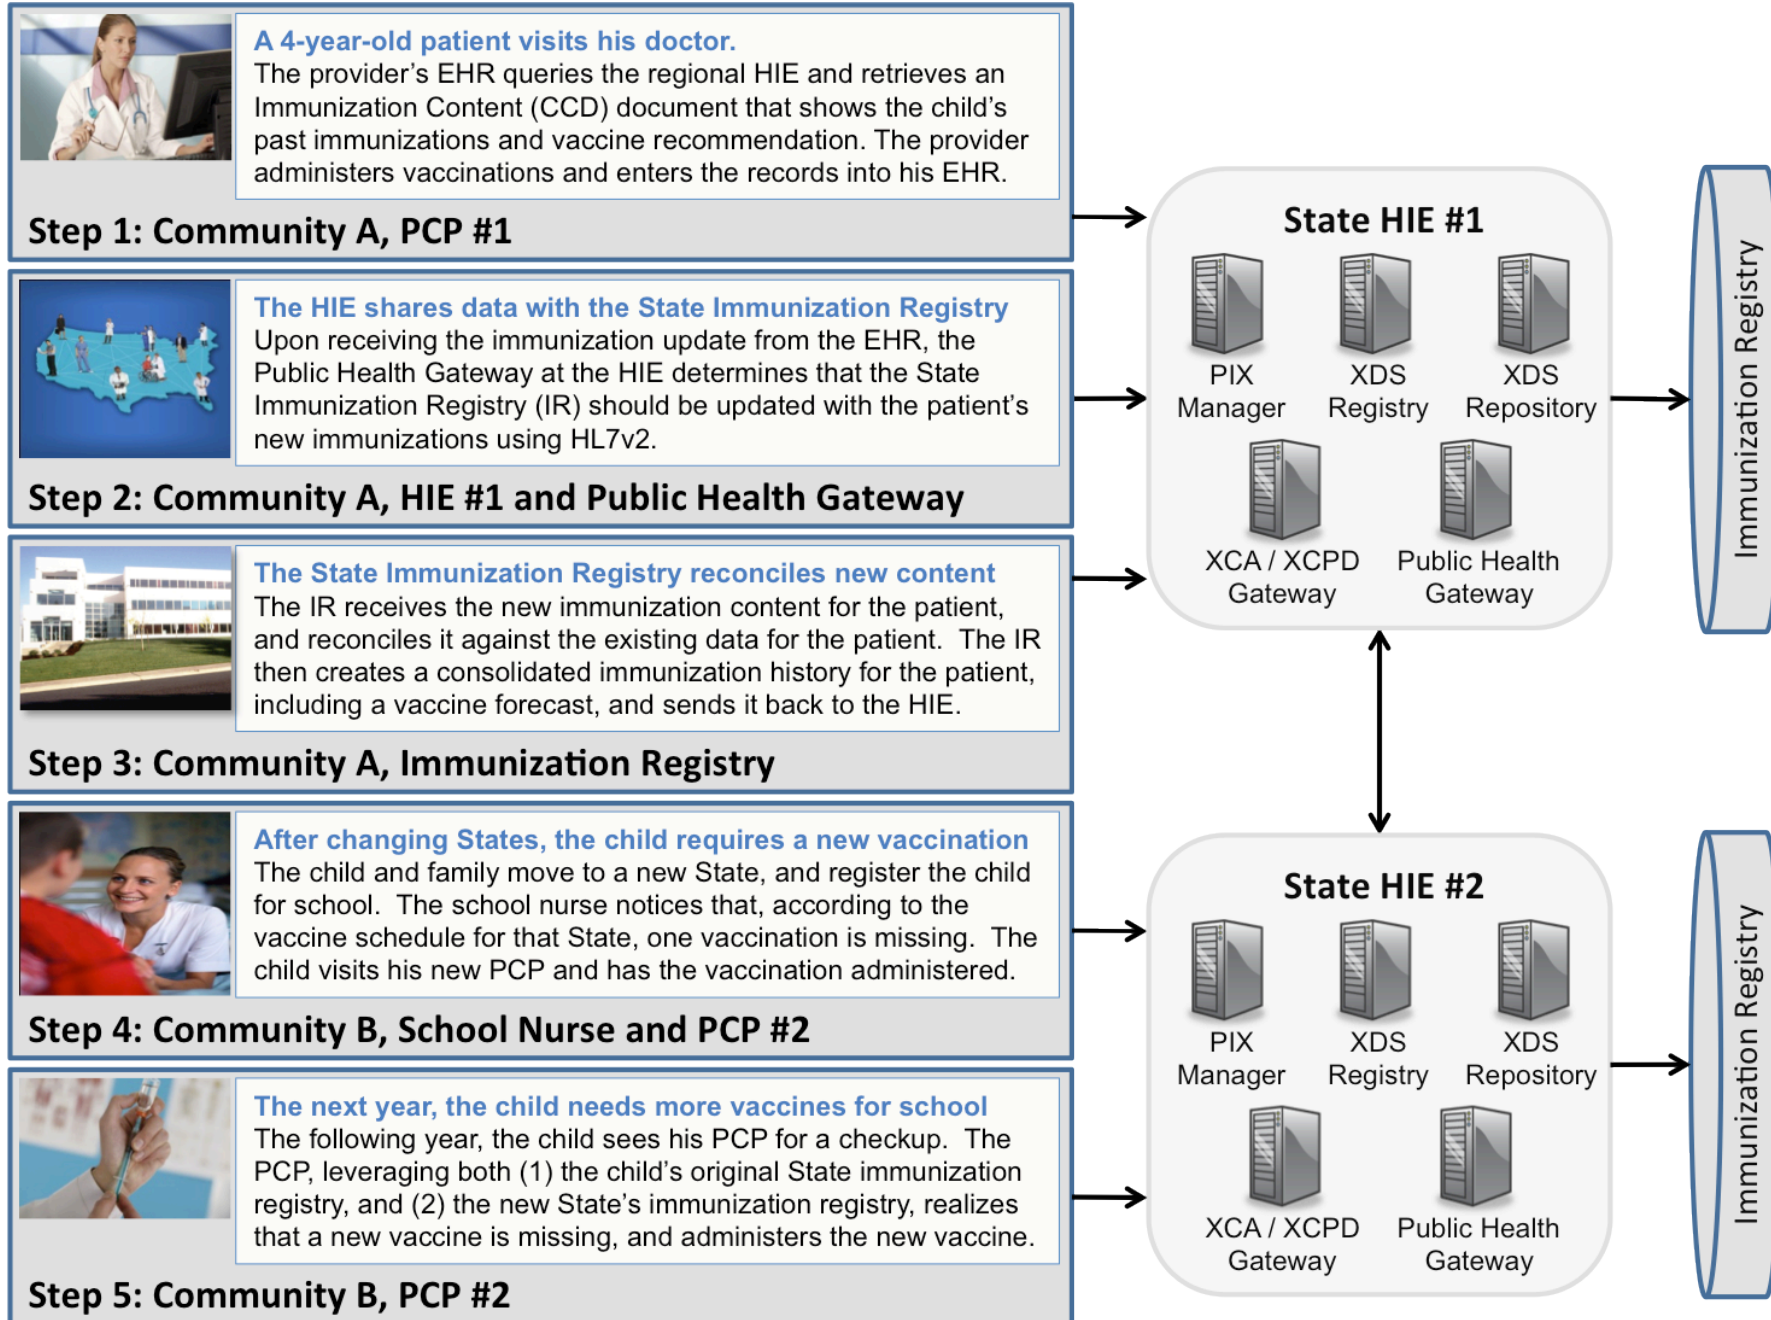 A 4-year-old patient visits his doctor.
The provider’s EHR queries the regional HIE and retrieves an
Immunization Content (CCD) document that shows the child’s
past immunizations and vaccine recommendation. The provider
administers vaccinations and enters the records into his EHR.
Step 1: Community A, PCP #1
The HIE shares data with the State Immunization Registry
Upon receiving the immunization update from the EHR, the
Public Health Gateway at the HIE determines that the State
Immunization Registry (IR) should be updated with the patient’s
new immunizations using HL7v2.
Step 2: Community A, HIE #1 and Public Health Gateway
The State Immunization Registry reconciles new content
The IR receives the new immunization content for the patient,
and reconciles it against the existing data for the patient.  The IR
then creates a consolidated immunization history for the patient,
including a vaccine forecast, and sends it back to the HIE.
Step 3: Community A, Immunization Registry
After changing States, the child requires a new vaccination
The child and family move to a new State, and register the child
for school.  The school nurse notices that, according to the
vaccine schedule for that State, one vaccination is missing.  The
child visits his new PCP and has the vaccination administered.
Step 4: Community B, School Nurse and PCP #2
The next year, the child needs more vaccines for school
The following year, the child sees his PCP for a checkup.  The
PCP, leveraging both (1) the child’s original State immunization
registry, and (2) the new State’s immunization registry, realizes
that a new vaccine is missing, and administers the new vaccine.
Step 5: Community B, PCP #2
State HIE #1
PIX
Manager
XDS
Registry
XDS
Repository
XCA / XCPD
Gateway
Public Health
Gateway
Immunization Registry
State HIE #2
PIX
Manager
XDS
Registry
XDS
Repository
XCA / XCPD
Gateway
Public Health
Gateway
Immunization Registry